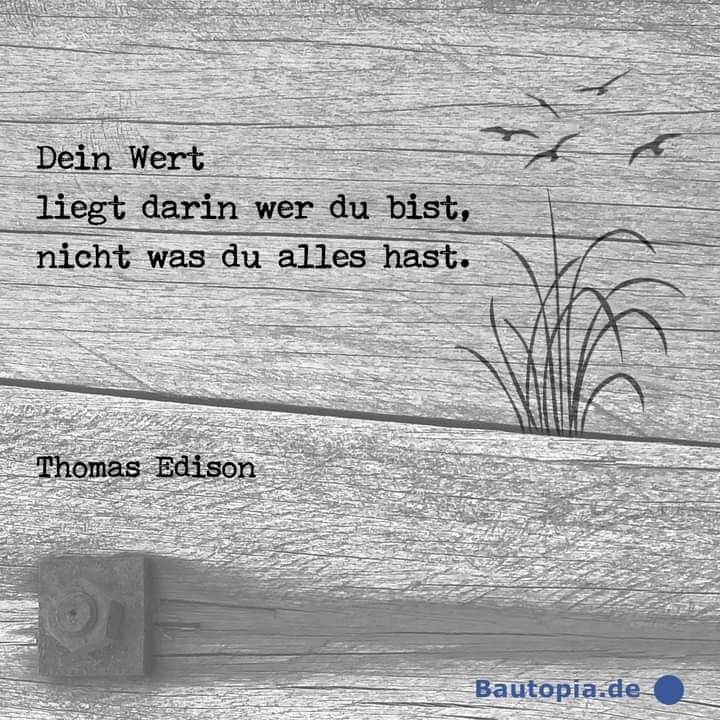 Dein Wert
liegt darin wer du bist,
nicht was du alles hast.
Thomas Edison
Bautopia.de